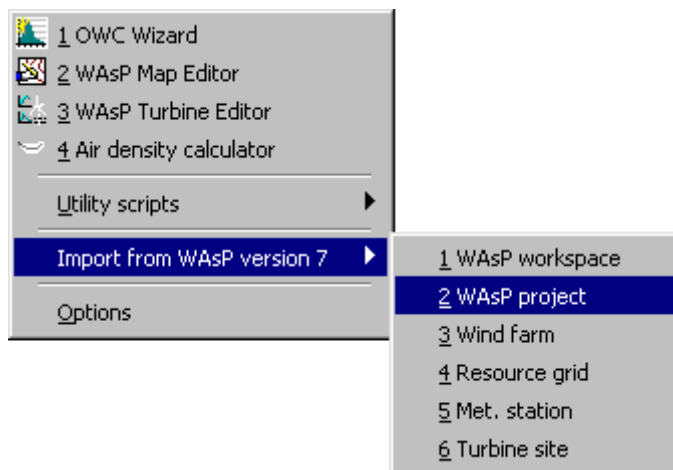 1 OWC Wizard
2 WAsP Map Editor
3 WAsP Turbine Editor
4 Air density calculator
Utility scripts
Import from WAsP version 7
Options
1 WAsP workspace
2 WAsP project
3 Wind farm
4 Resource grid
5 Met. station
6 Turbine site